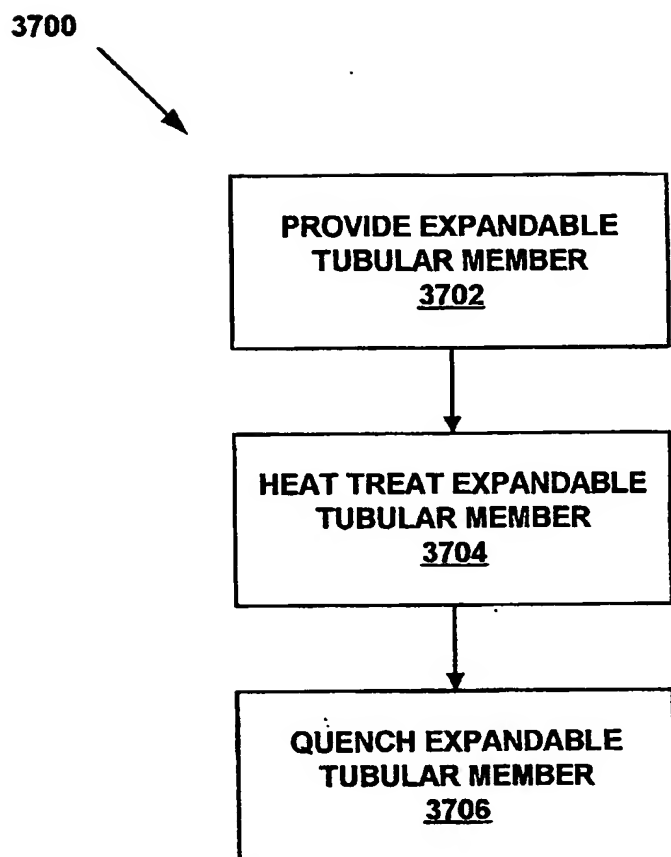 3700
PROVIDE EXPANDABLE
TUBULAR MEMBER
3702
HEAT TREAT EXPANDABLE
TUBULAR MEMBER
3704
QUENCH EXPANDABLE
TUBULAR MEMBER
3706